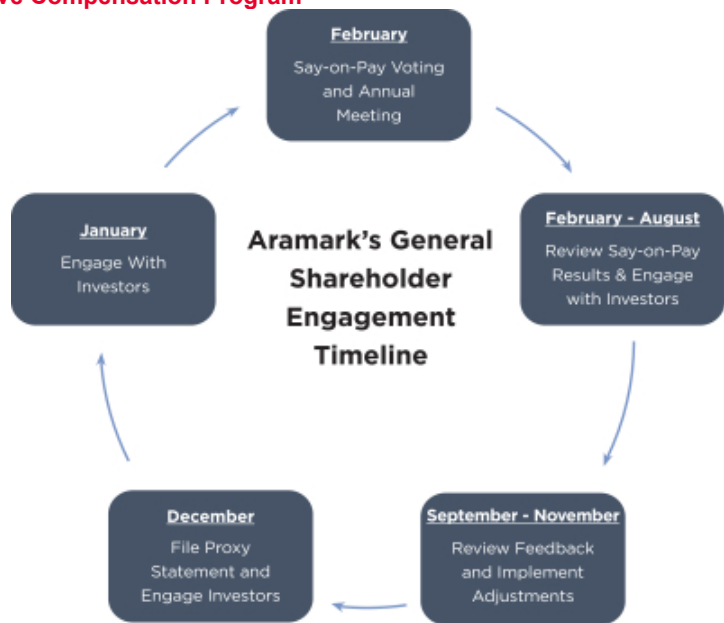 Compensation Program
February
Say-on-Pay Voting
and Annual
Meeting
February - August
Review Say-on-Pay
Results & Engage
with Investors
September - November
Review Feedback
and Implement
Adjustments
December
File Proxy
Statement and
Engage Investors
January
Engage With
Investors
Aramark's General
Shareholder
Engagement
Timeline